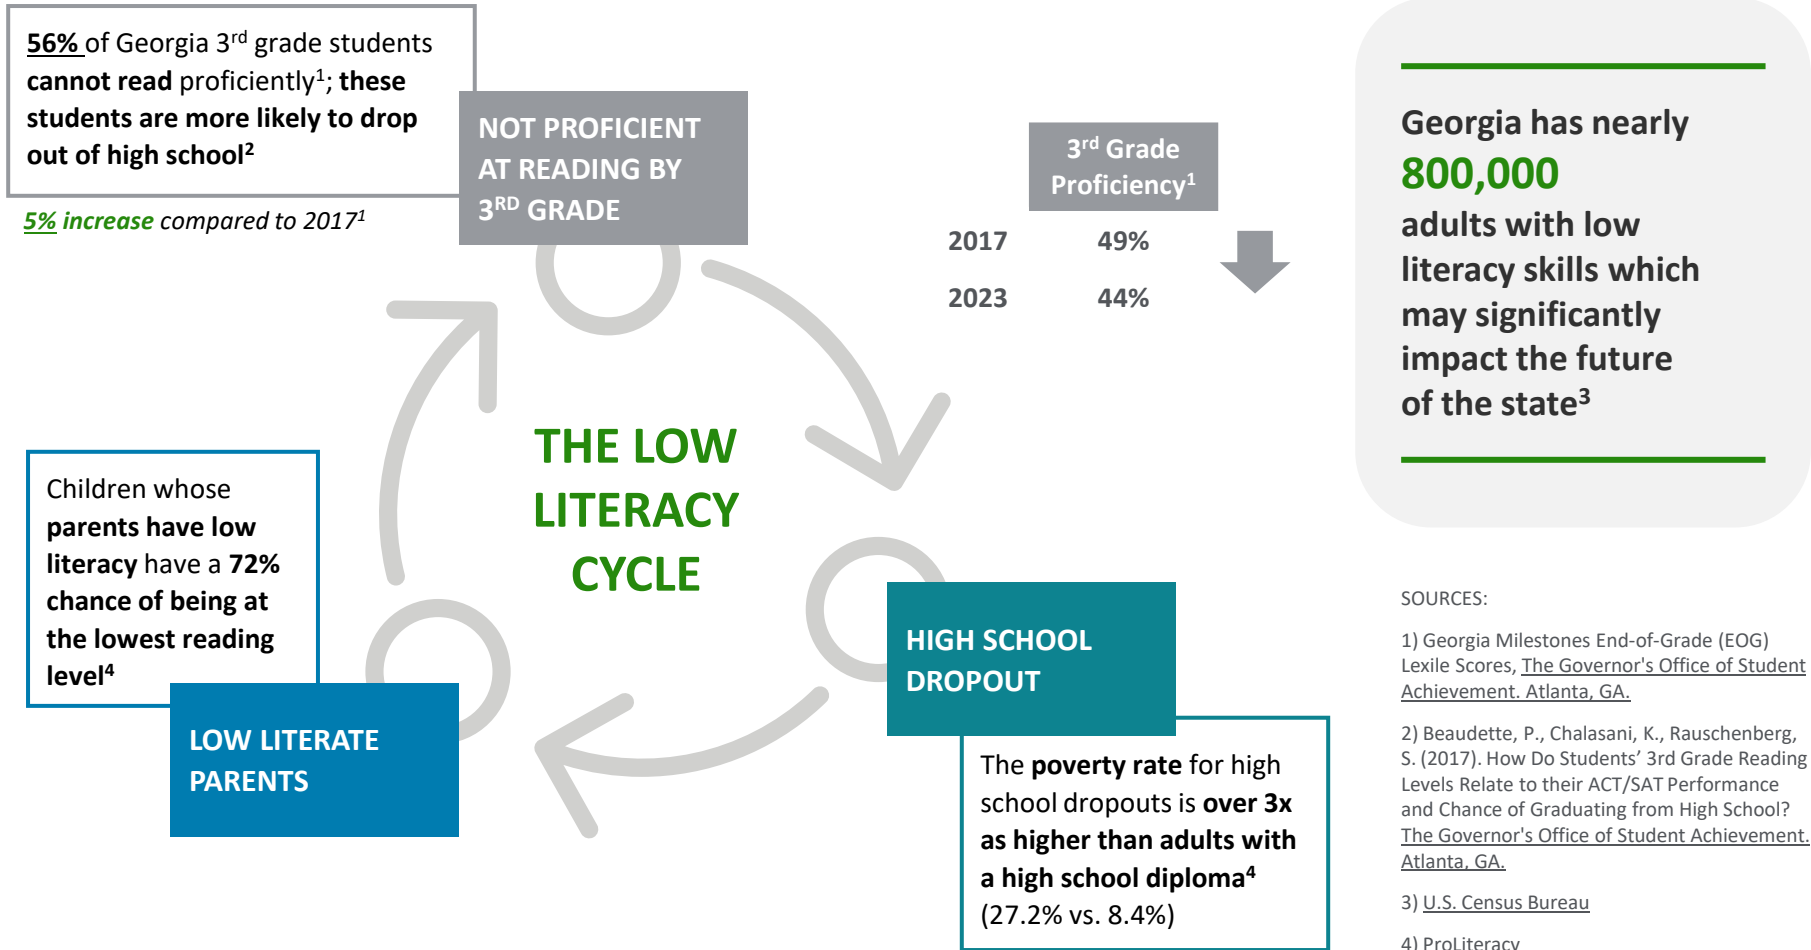 56% of Georgia 3rd grade students
cannot read proficiently1; these
students are more likely to drop
out of high school2
5% increase compared to 20171
NOT PROFICIENT
AT READING BY
3RD GRADE
3rd Grade
Proficiency1
2017 49%
2023 44%
Georgia has nearly
800,000
adults with low
literacy skills which
may significantly
impact the future
of the state3
THE LOW
LITERACY
CYCLE
Children whose
parents have low
literacy have a 72%
chance of being at
the lowest reading
level4
LOW LITERATE
PARENTS
HIGH SCHOOL
DROPOUT
The poverty rate for high
school dropouts is over 3x
as higher than adults with
a high school diploma4
(27.2% vs. 8.4%)
SOURCES:
1) Georgia Milestones End-of-Grade (EOG)
Lexile Scores, The Governor's Office of Student
Achievement. Atlanta, GA.
2) Beaudette, P., Chalasani, K., Rauschenberg,
S. (2017). How Do Students’ 3rd Grade Reading
Levels Relate to their ACT/SAT Performance
and Chance of Graduating from High School?
The Governor's Office of Student Achievement.
Atlanta, GA.
3) U.S. Census Bureau
4) ProLiteracy